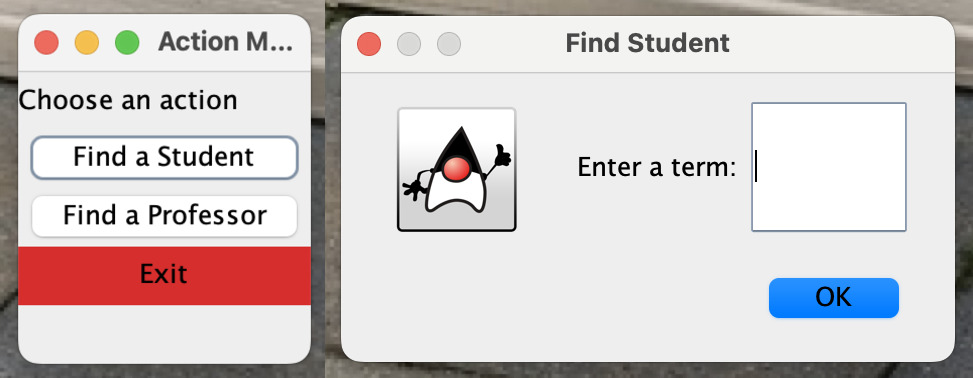 Action M...
Choose an action
Find a Student
Find a Professor
Exit
Find Student
Enter a term:
OK